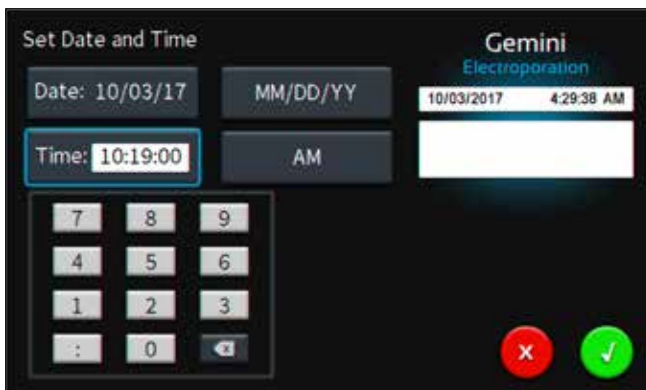 Set Date and Time
Gemini
Electroporation
Date: 10/03/17
MM/DD/YY
10/03/2017 4:29:38 AM
Time: 10:19:00
AM
7 8 9
4 5 6
1 2 3
: 0